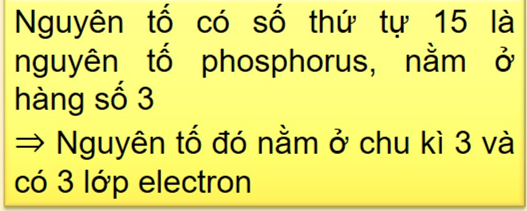 Nguyên tố có số thứ tự 15 là
nguyên tố phosphorus, nằm ở
hàng số 3
⇒ Nguyên tố đó nằm ở chu kì 3 và
có 3 lớp electron